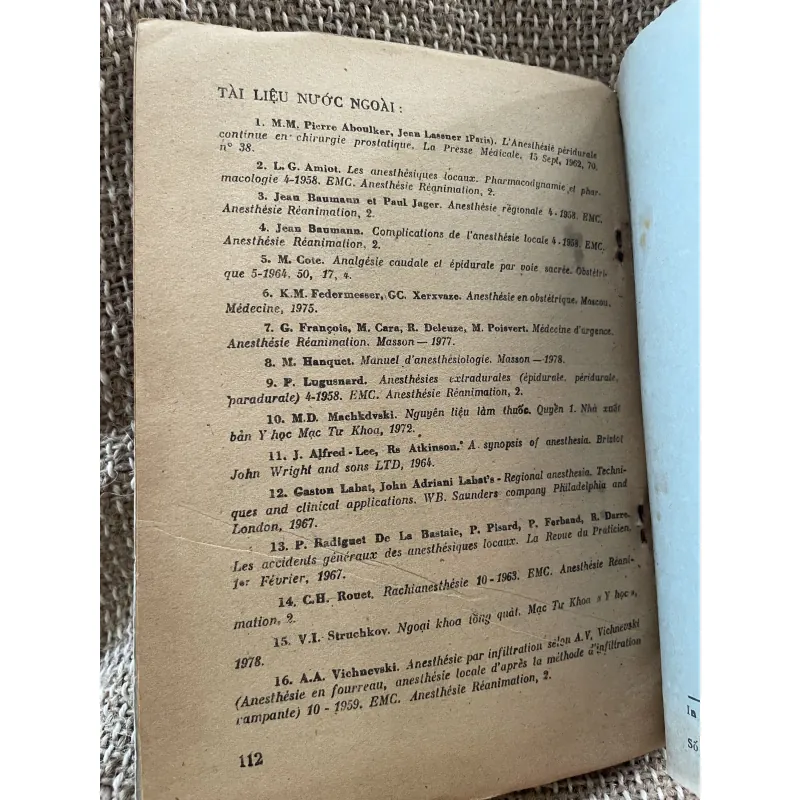 TÀI LIỆU NƯỚC NGOÀI :
1. M.M. Pierre Aboulker, Jean Lassner (Paris). L'Anesthésie péridurale
continue en chirurgie prostatique. La Presse Médicale, 15 Sept, 1962, 70,
n° 38.
2. L.G. Amiot. Les anesthésiques locaux. Pharmacodynamie et phar-
macologie 4-1958. EMC. Anesthésie Réanimation, 2.
3. Jean Baumann et Paul Jager. Anesthésie régionale 4-1958. EMC.
Anesthésie Réanimation, 2.
4. Jean Baumann. Complications de l'anesthésie locale 4-1958. EMC.
Anesthésie Réanimation, 2.
5. M. Cote. Analgésie caudale et épidurale par voie sacrée. Obstétri-
que 5-1964. 50, 17, 4.
6. K.M. Federmesser, GC. Xerxvaze. Anesthésie en obstétrique. Moscou,
Médecine, 1975.
7. G. François, M. Cara, R. Deleuze, M. Poisvert. Médecine d'urgence.
Anesthésie Réanimation. Masson — 1977.
8. M. Hanquet. Manuel d'anesthésiologie. Masson — 1978.
9. P. Lugusnard. Anesthésies extradurales (épidurale, péridurale,
paradurale) 4-1958. EMC. Anesthésie Réanimation, 2.
10. M.D. Machkdvski. Nguyên liệu làm thuốc. Quyển 1. Nhà xuất
bản Y học Mạc Tư Khoa, 1972.
11. J. Alfred - Lee, Rs Atkinson. A synopsis of anesthesia. Bristol
John Wright and sons LTD, 1964.
12. Gaston Labat, John Adriani Labat's - Regional anesthesia. Techni-
ques and clinical applications. WB. Saunders company Philadelphia and
London, 1967.
13. P. Radiguet De La Bastaie, P. Pisard, P. Ferband, R. Darre.
Les accidents généraux des anesthésiques locaux. La Revue du Praticien.
1er Février, 1967.
14. C.H. Rouet. Rachianesthésie 10-1963. EMC. Anesthésie Réani-
mation, 2.
15. V.I. Struchkov. Ngoại khoa tổng quát. Mạc Tư Khoa « Y học »,
1978.
16. A.A. Vichnevski. Anesthésie par infiltration selon A.V. Vichnevski
(Anesthésie en fourreau, anesthésie locale d'après la méthode d'infiltration
rampante) 10 - 1959. EMC. Anesthésie Réanimation, 2.
112
In
Số